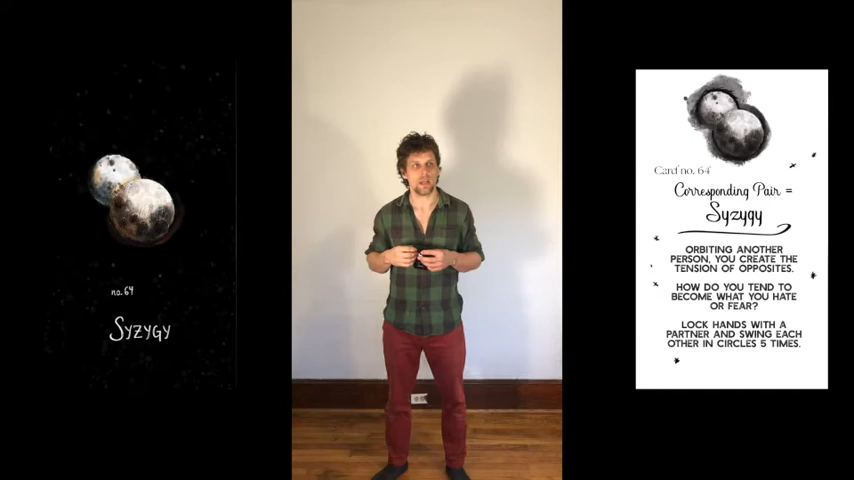 no. 64
SYZYGY
Card no. 64
Corresponding Pair =
Syzygy
ORBITING ANOTHER
PERSON, YOU CREATE THE
TENSION OF OPPOSITES.
HOW DO YOU TEND TO
BECOME WHAT YOU HATE
OR FEAR?
LOCK HANDS WITH A
PARTNER AND SWING EACH
OTHER IN CIRCLES 5 TIMES.